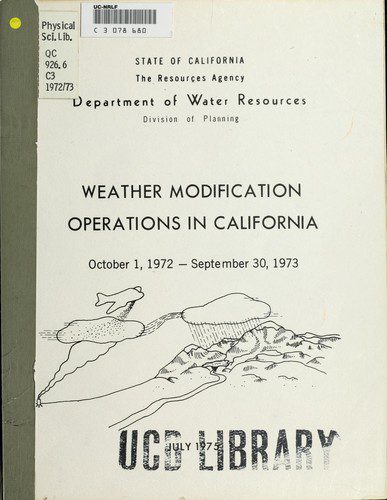 UC-NRLF
C 3 078 680
Physical
Sci. Lib.
QC
926.6
C3
1972/73
STATE OF CALIFORNIA
The Resources Agency
Department of Water Resources
Division of Planning
WEATHER MODIFICATION
OPERATIONS IN CALIFORNIA
October 1, 1972 — September 30, 1973
JULY 1975
UCD LIBRARY